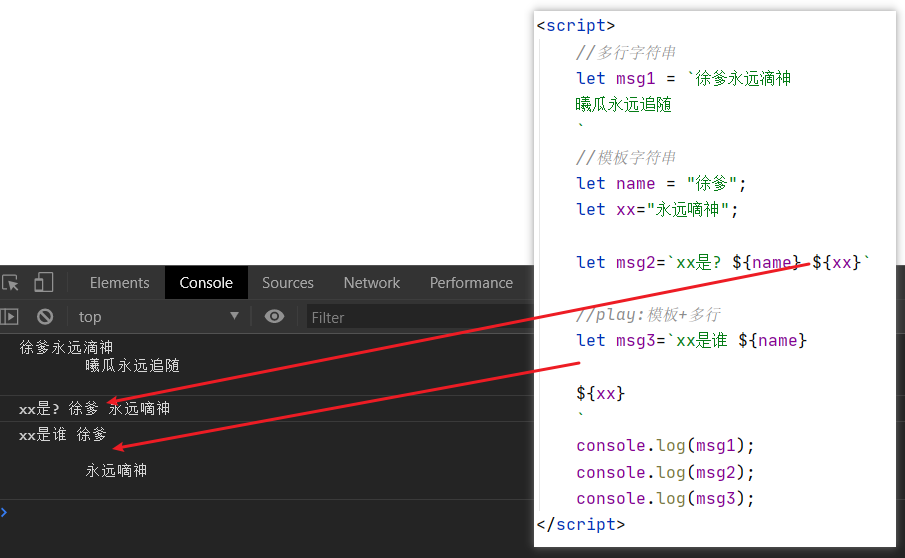 <script>
//多行字符串
let msg1 = `徐爹永远滴神
曦瓜永远追随
`
//模板字符串
let name = "徐爹";
let xx="永远嘀神";
let msg2=`xx是? ${name} ${xx}`
//play:模板+多行
let msg3=`xx是谁 ${name}
${xx}
`
console.log(msg1);
console.log(msg2);
console.log(msg3);
</script>
Elements Console Sources Network Performance
top Filter
徐爹永远滴神
曦瓜永远追随
xx是? 徐爹 永远嘀神
xx是谁 徐爹
永远嘀神